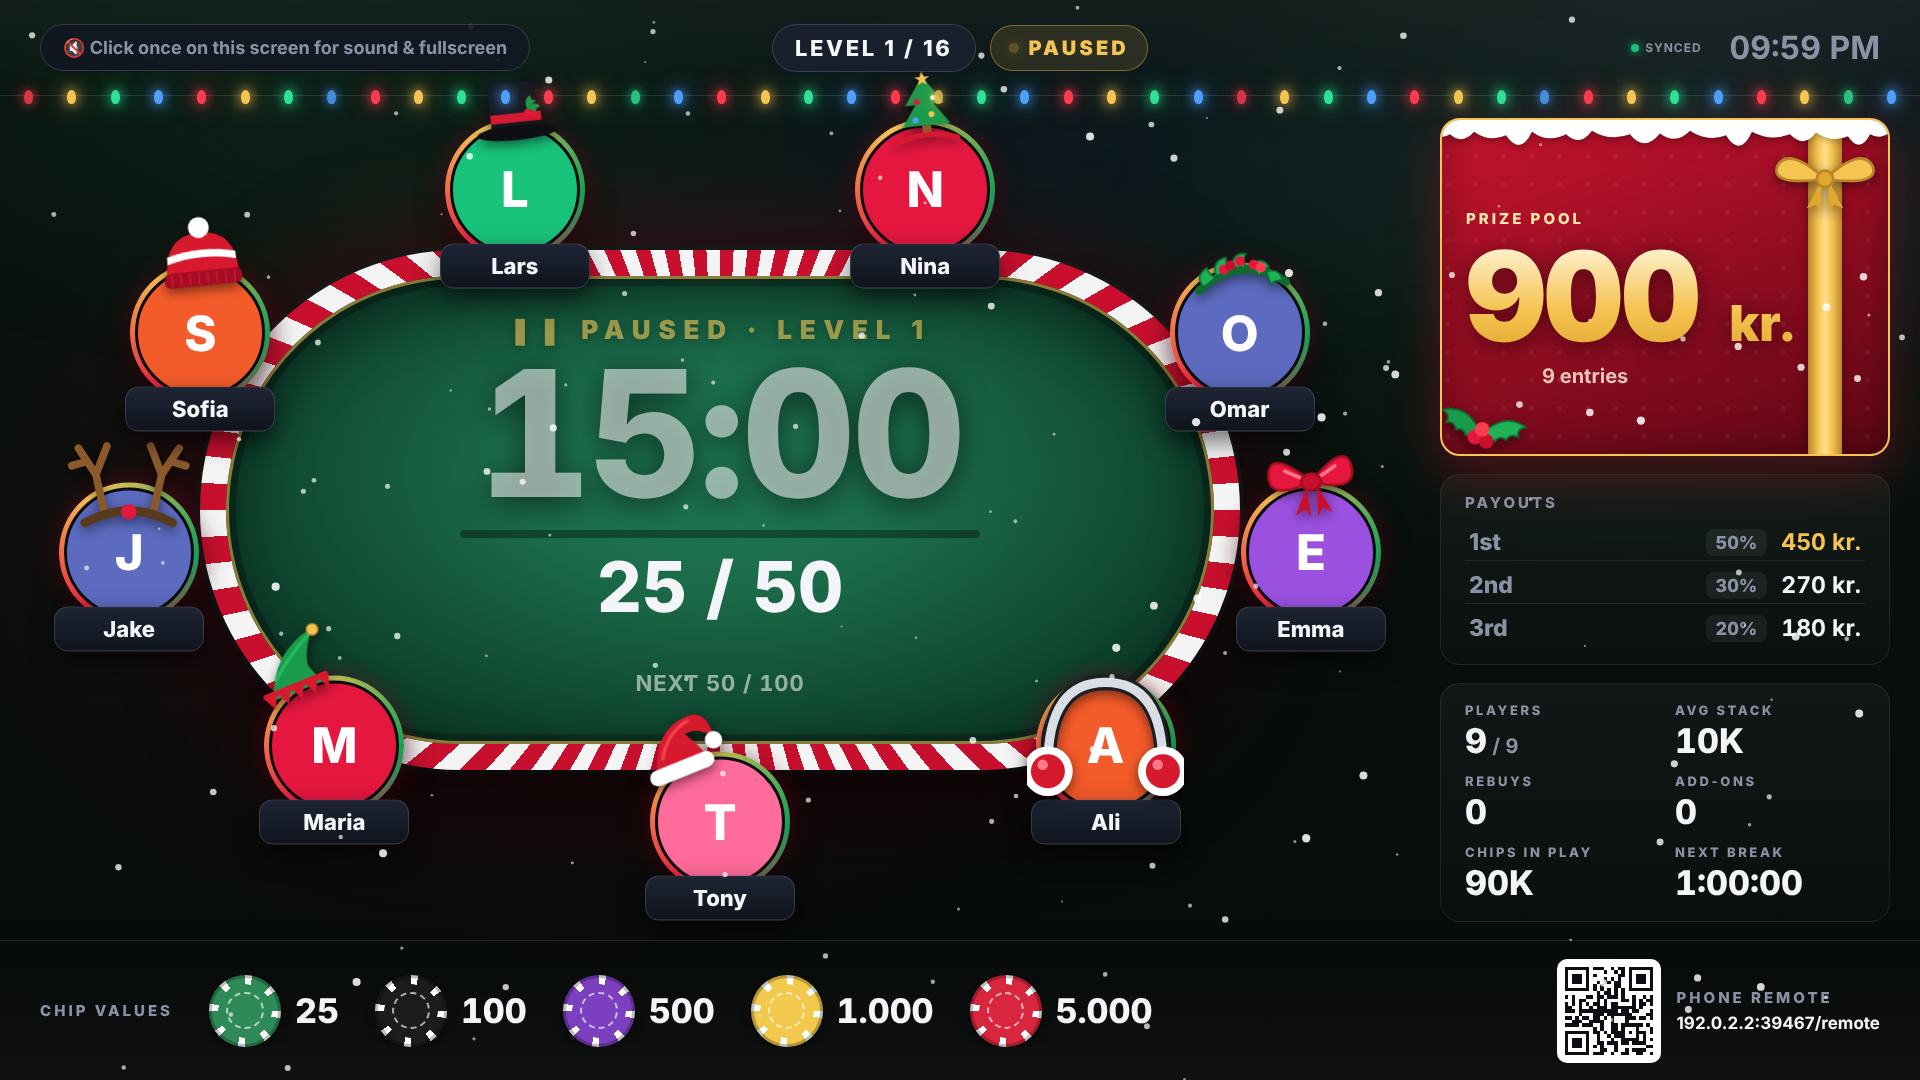 Click once on this screen for sound & fullscreen
LEVEL 1 / 16
PAUSED
SYNCED
09:59 PM
L
Lars
N
Nina
S
Sofia
O
Omar
J
Jake
E
Emma
M
Maria
T
Tony
A
Ali
PAUSED · LEVEL 1
15:00
25 / 50
NEXT 50 / 100
PRIZE POOL
900 kr.
9 entries
PAYOUTS
1st 50% 450 kr.
2nd 30% 270 kr.
3rd 20% 180 kr.
PLAYERS
9 / 9
AVG STACK
10K
REBUYS
0
ADD-ONS
0
CHIPS IN PLAY
90K
NEXT BREAK
1:00:00
CHIP VALUES
25
100
500
1.000
5.000
PHONE REMOTE
192.0.2.2:39467/remote